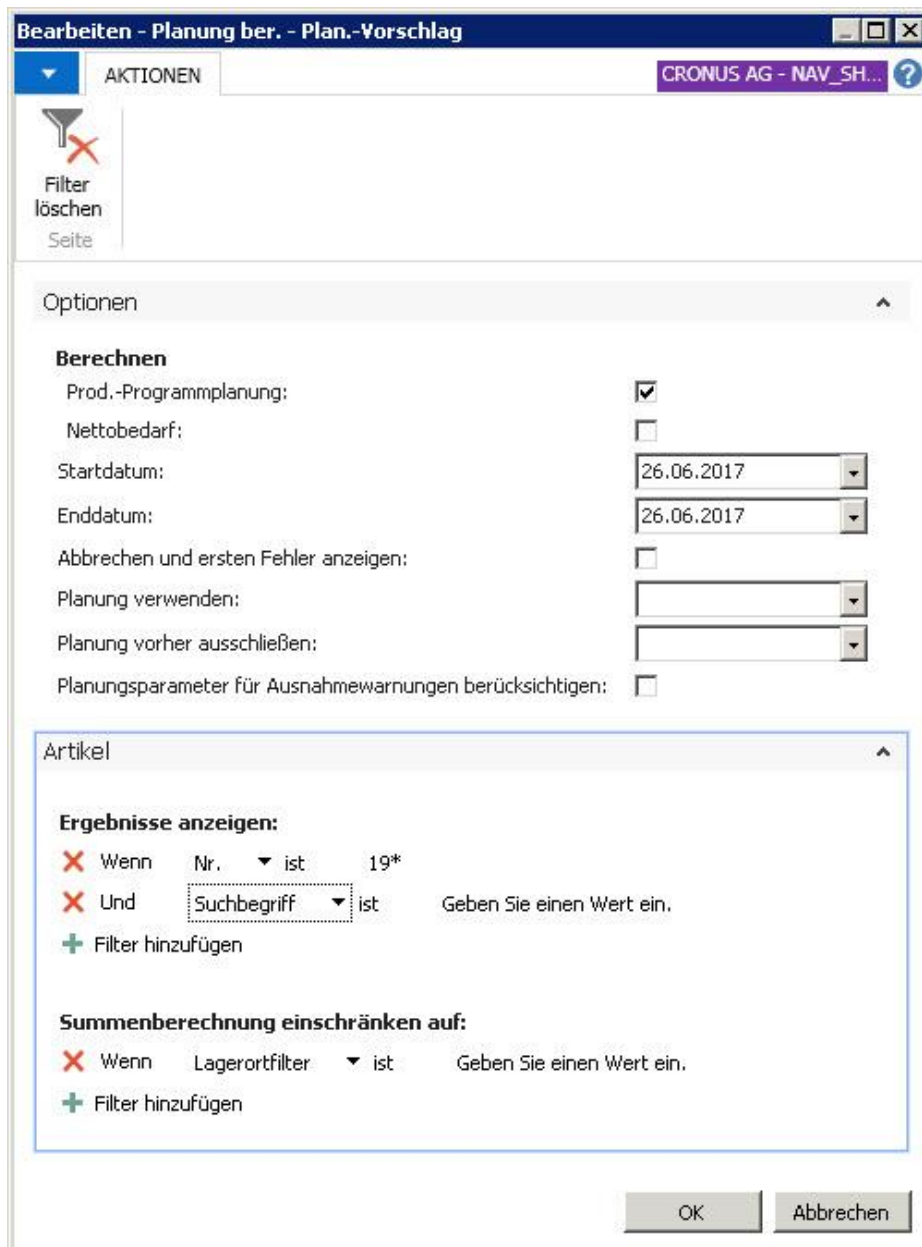 Bearbeiten - Planung ber. - Plan.-Vorschlag
AKTIONEN
CRONUS AG - NAV_SH...
?
Filter
löschen
Seite
Optionen
Berechnen
Prod.-Programmplanung:
Nettobedarf:
Startdatum: 26.06.2017
Enddatum: 26.06.2017
Abbrechen und ersten Fehler anzeigen:
Planung verwenden:
Planung vorher ausschließen:
Planungsparameter für Ausnahmewarnungen berücksichtigen:
Artikel
Ergebnisse anzeigen:
Wenn Nr. ist 19*
Und Suchbegriff ist Geben Sie einen Wert ein.
Filter hinzufügen
Summenberechnung einschränken auf:
Wenn Lagerortfilter ist Geben Sie einen Wert ein.
Filter hinzufügen
OK Abbrechen